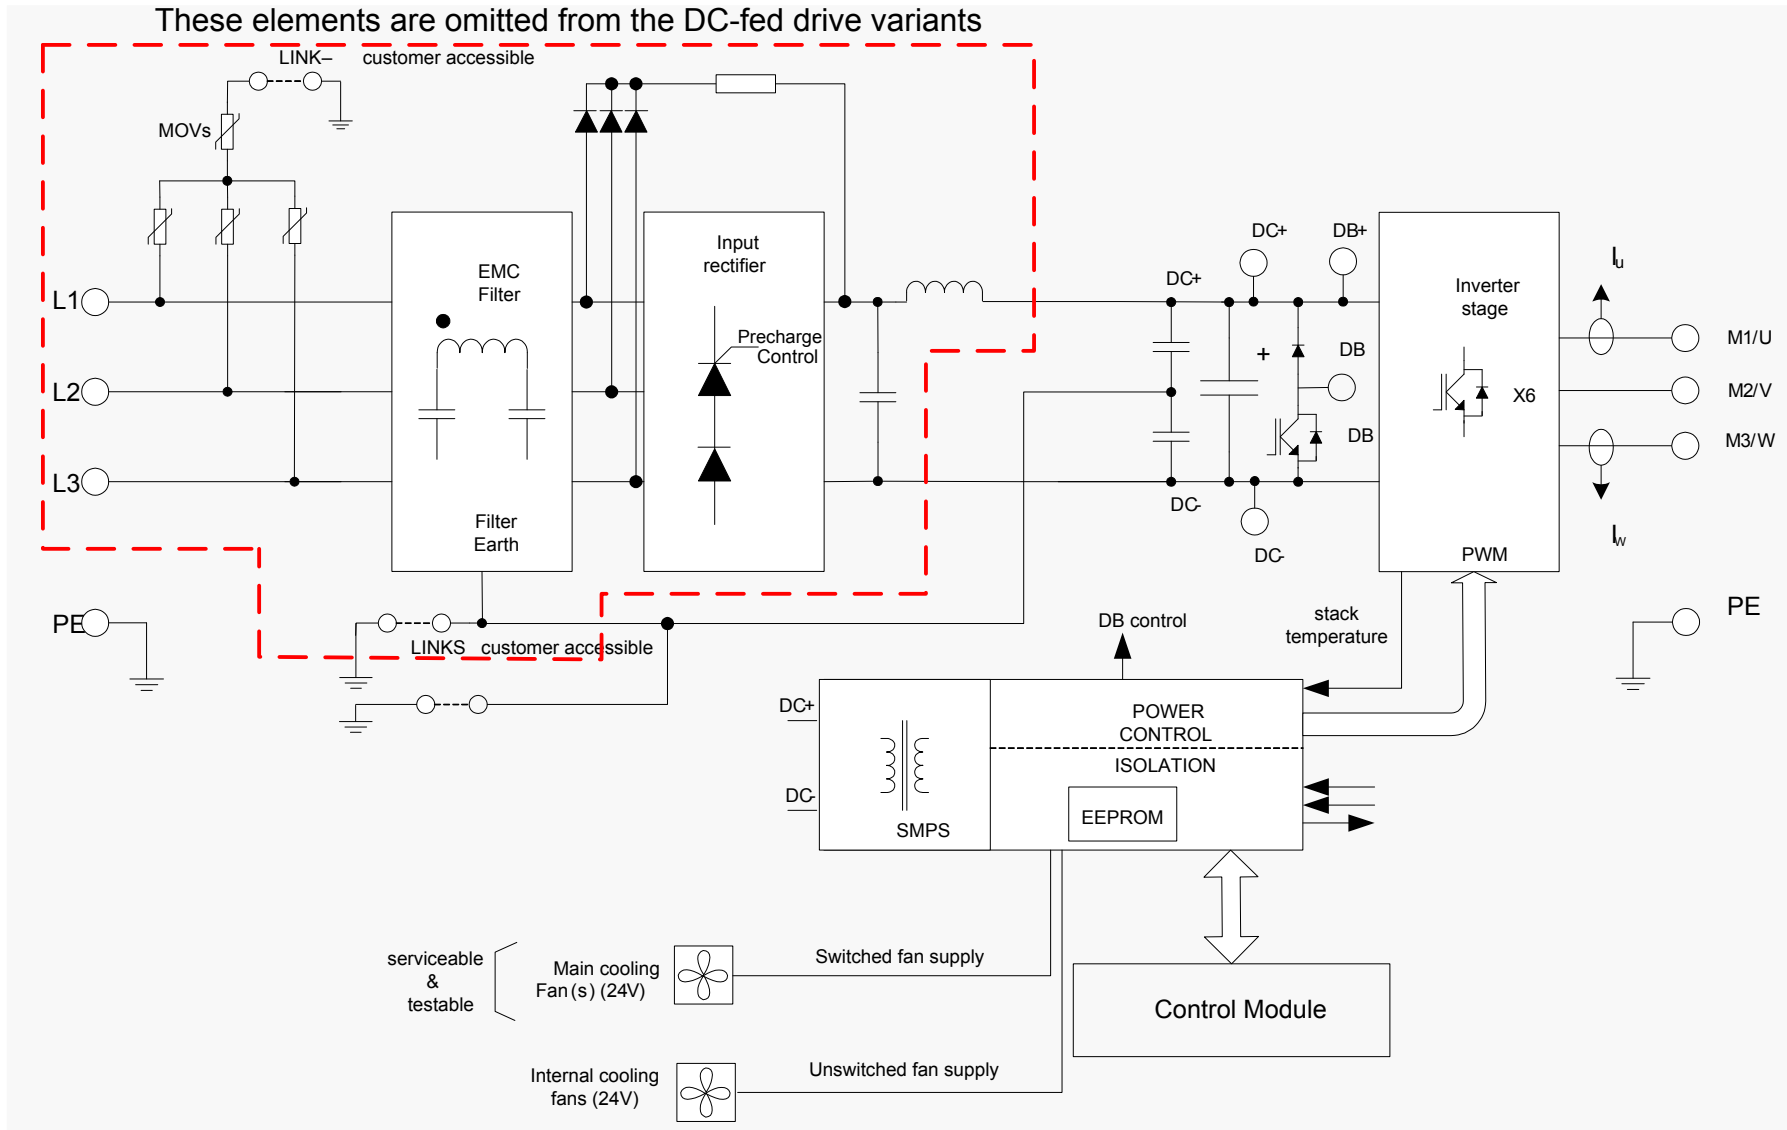 These elements are omitted from the DC-fed drive variants
LINK– customer accessible
MOVs
EMC
Filter
Input
rectifier
Precharge
Control
L1
L2
L3
Filter
Earth
PE
LINKS customer accessible
DC+
DB+
DC+
+
DB
DB
DC-
DC-
Inverter
stage
X6
PWM
Iu
M1/U
M2/V
M3/W
Iw
PE
DB control
stack
temperature
DC+
DC-
SMPS
POWER
CONTROL
ISOLATION
EEPROM
serviceable
&
testable
Main cooling
Fan(s) (24V)
Switched fan supply
Control Module
Internal cooling
fans (24V)
Unswitched fan supply